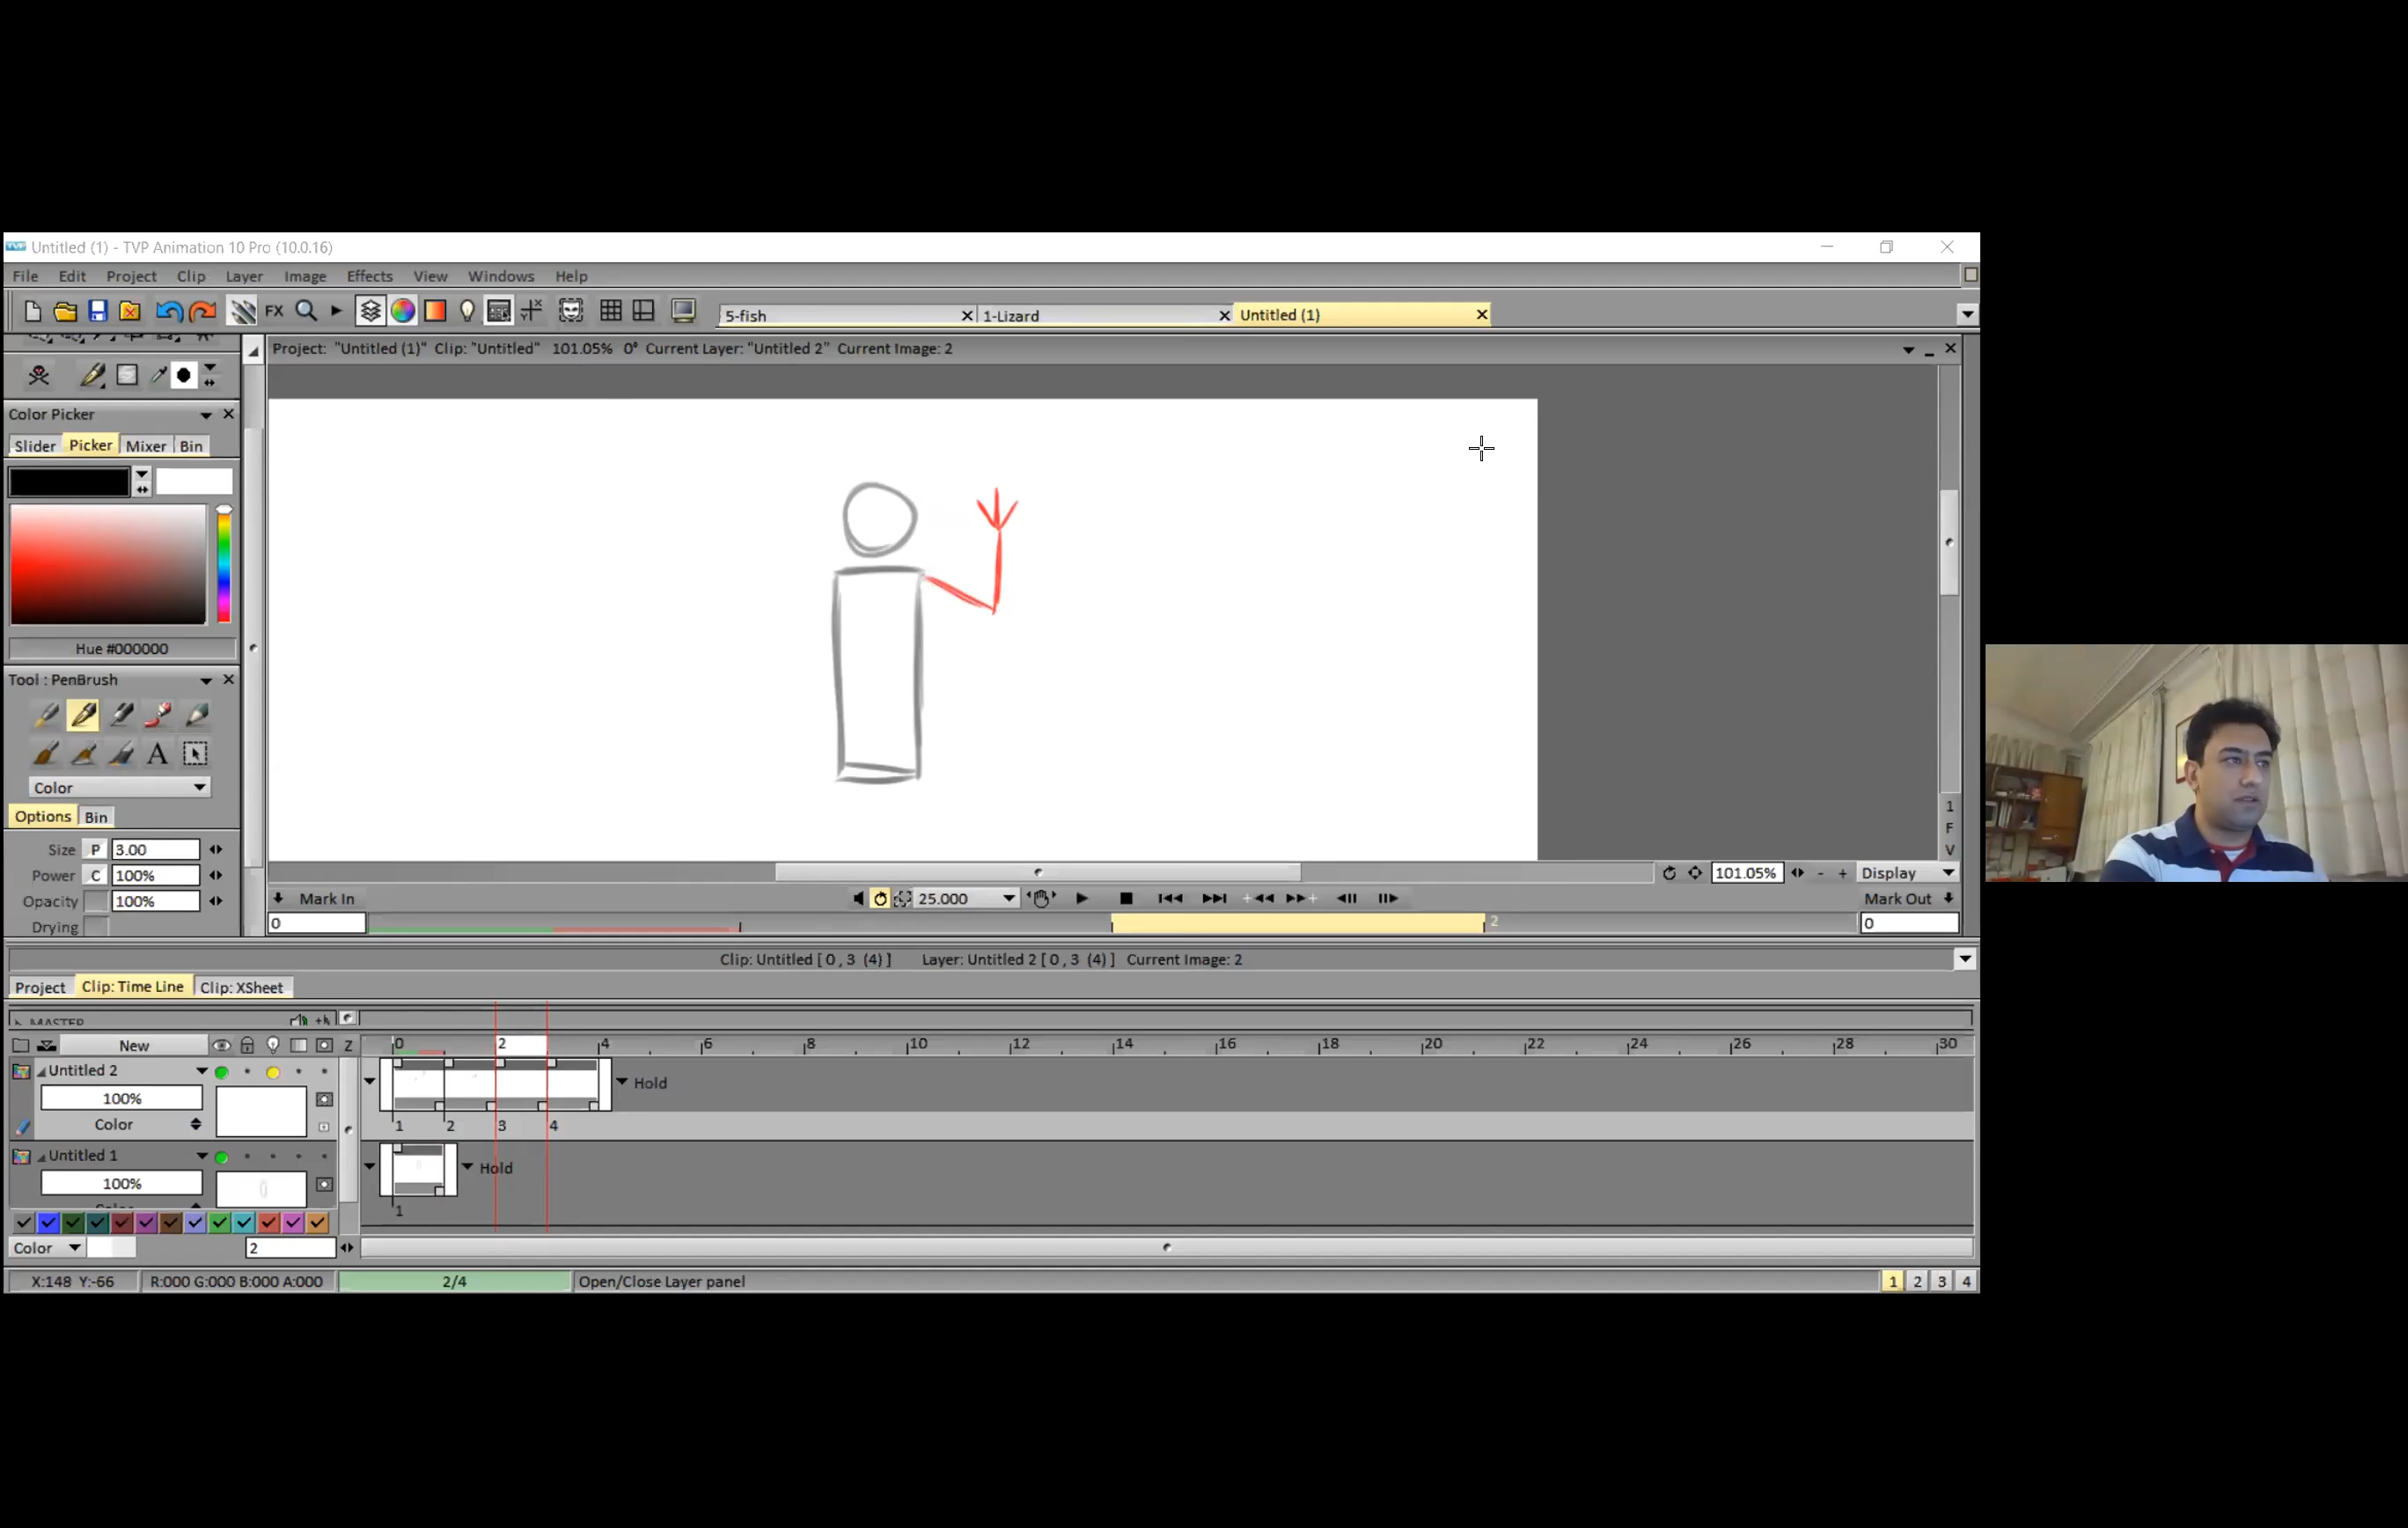 Untitled (1) - TVP Animation 10 Pro (10.0.16)
File Edit Project Clip Layer Image Effects View Windows Help
FX
5-fish 1-Lizard Untitled (1)
Project: "Untitled (1)" Clip: "Untitled" 101.05% 0° Current Layer: "Untitled 2" Current Image: 2
Color Picker
Slider Picker Mixer Bin
Hue #000000
Tool : PenBrush
A
Color
Options Bin
Size P 3.00
Power C 100%
Opacity 100%
Drying
1
F
V
101.05% - + Display
Mark In 25.000 Mark Out
0 2 0
Clip: Untitled [ 0 , 3 (4) ] Layer: Untitled 2 [ 0 , 3 (4) ] Current Image: 2
Project Clip: Time Line Clip: XSheet
MASTER
New Z 0 2 4 6 8 10 12 14 16 18 20 22 24 26 28 30
Untitled 2
100% Hold
Color 1 2 3 4
Untitled 1
100% Hold
Color 1
Color 2
X:148 Y:-66 R:000 G:000 B:000 A:000 2/4 Open/Close Layer panel 1 2 3 4